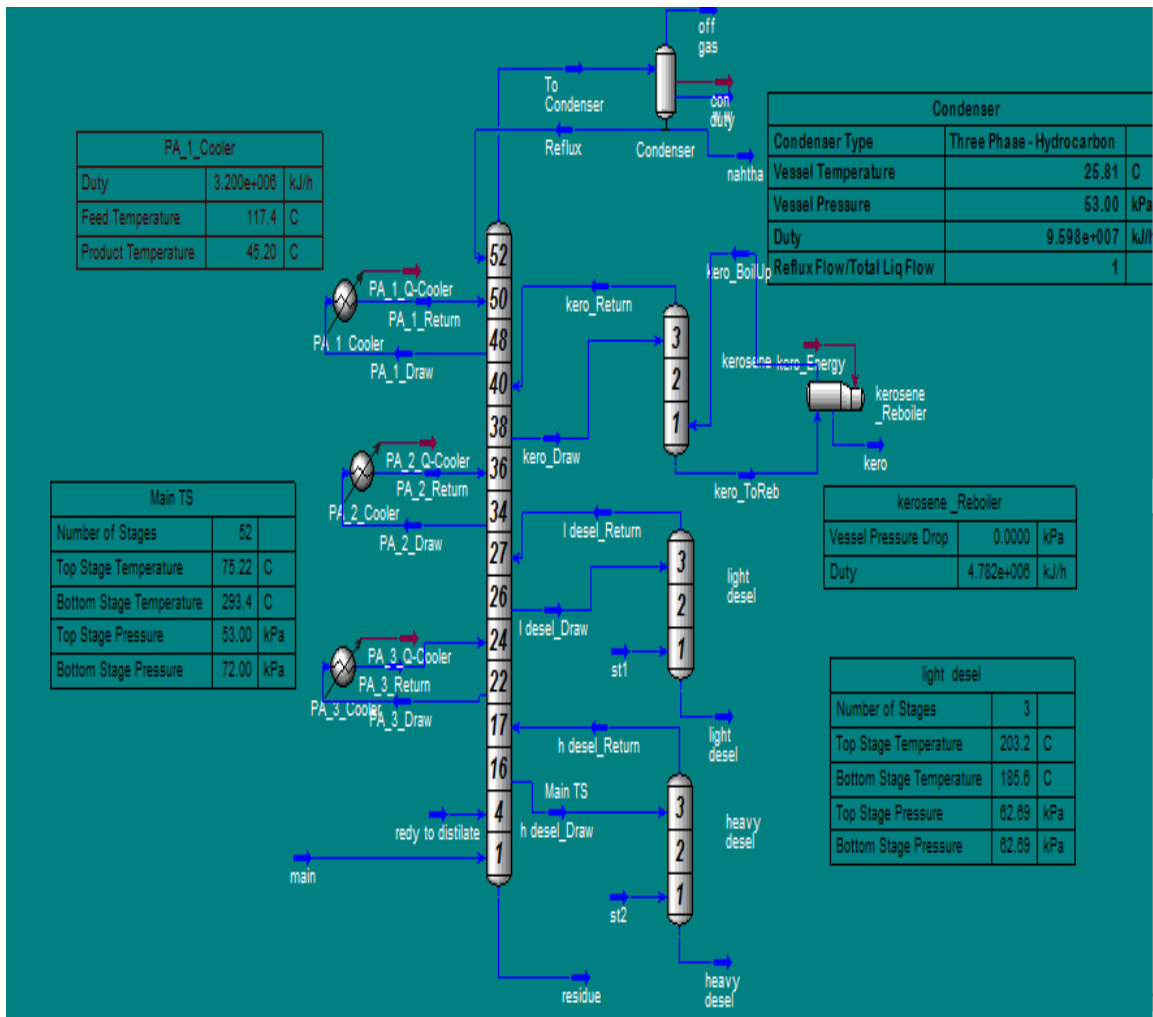 off
gas
To
Condenser
con
duty
Reflux
Condenser
nahtha
Condenser
Condenser Type Three Phase - Hydrocarbon
Vessel Temperature 25.81 C
Vessel Pressure 53.00 kPa
Duty 9.598e+007 kJ/h
Reflux Flow/Total Liq Flow 1
PA_1_Cooler
Duty 3.200e+006 kJ/h
Feed Temperature 117.4 C
Product Temperature 45.20 C
52
50
48
40
38
36
34
27
26
24
22
17
16
4
1
PA_1_Q-Cooler
PA_1_Return
PA_1_Cooler
PA_1_Draw
kero_Return
kero_BoilUp
3
2
1
kerosene
kero_Energy
kerosene
_Reboiler
kero
kero_Draw
kero_ToReb
PA_2_Q-Cooler
PA_2_Return
PA_2_Cooler
PA_2_Draw
Main TS
Number of Stages 52
Top Stage Temperature 75.22 C
Bottom Stage Temperature 293.4 C
Top Stage Pressure 53.00 kPa
Bottom Stage Pressure 72.00 kPa
kerosene _Reboiler
Vessel Pressure Drop 0.0000 kPa
Duty 4.782e+006 kJ/h
l desel_Return
3
2
1
light
desel
l desel_Draw
st1
light
desel
PA_3_Q-Cooler
PA_3_Return
PA_3_Cooler
PA_3_Draw
light desel
Number of Stages 3
Top Stage Temperature 203.2 C
Bottom Stage Temperature 185.6 C
Top Stage Pressure 62.69 kPa
Bottom Stage Pressure 62.69 kPa
h desel_Return
Main TS
3
2
1
heavy
desel
redy to distilate
h desel_Draw
main
st2
residue
heavy
desel